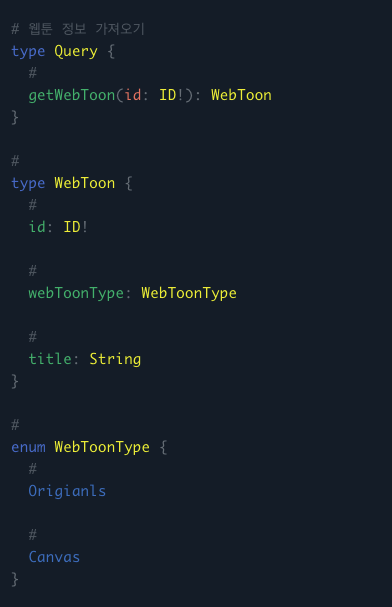 # 웹툰 정보 가져오기
type Query {
#
getWebToon(id: ID!): WebToon
}
#
type WebToon {
#
id: ID!
#
webToonType: WebToonType
#
title: String
}
#
enum WebToonType {
#
Origianls
#
Canvas
}